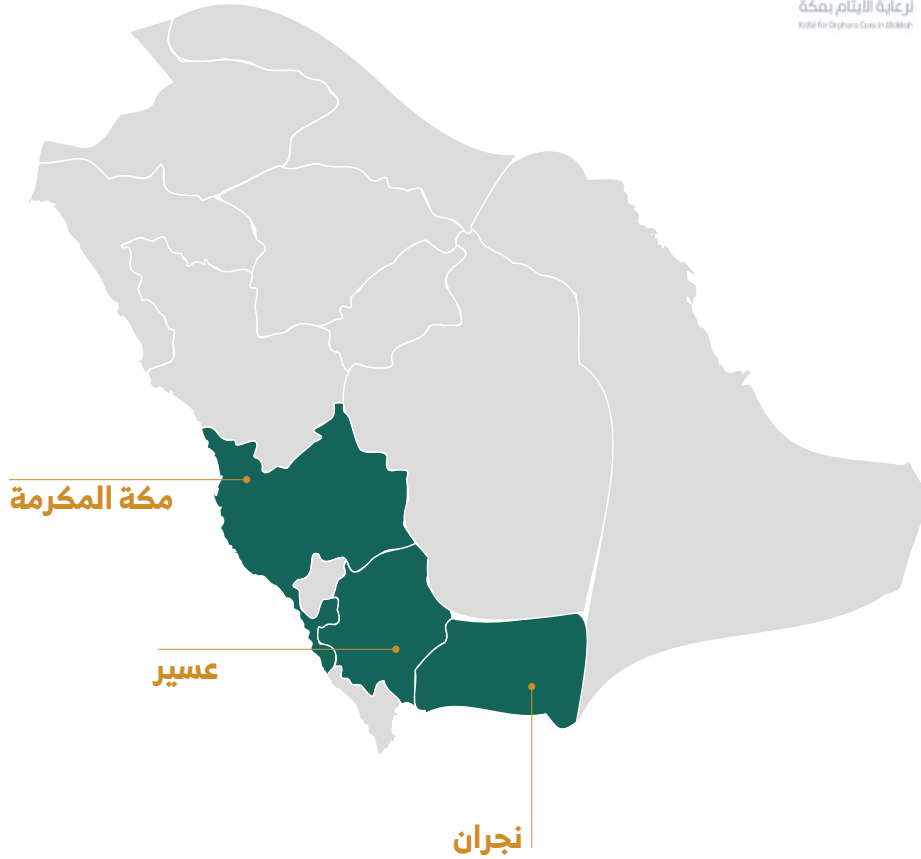 لرعاية الأيتام بمكة
Kafel for Orphans Care in Makkah
مكة المكرمة
عسير
نجران